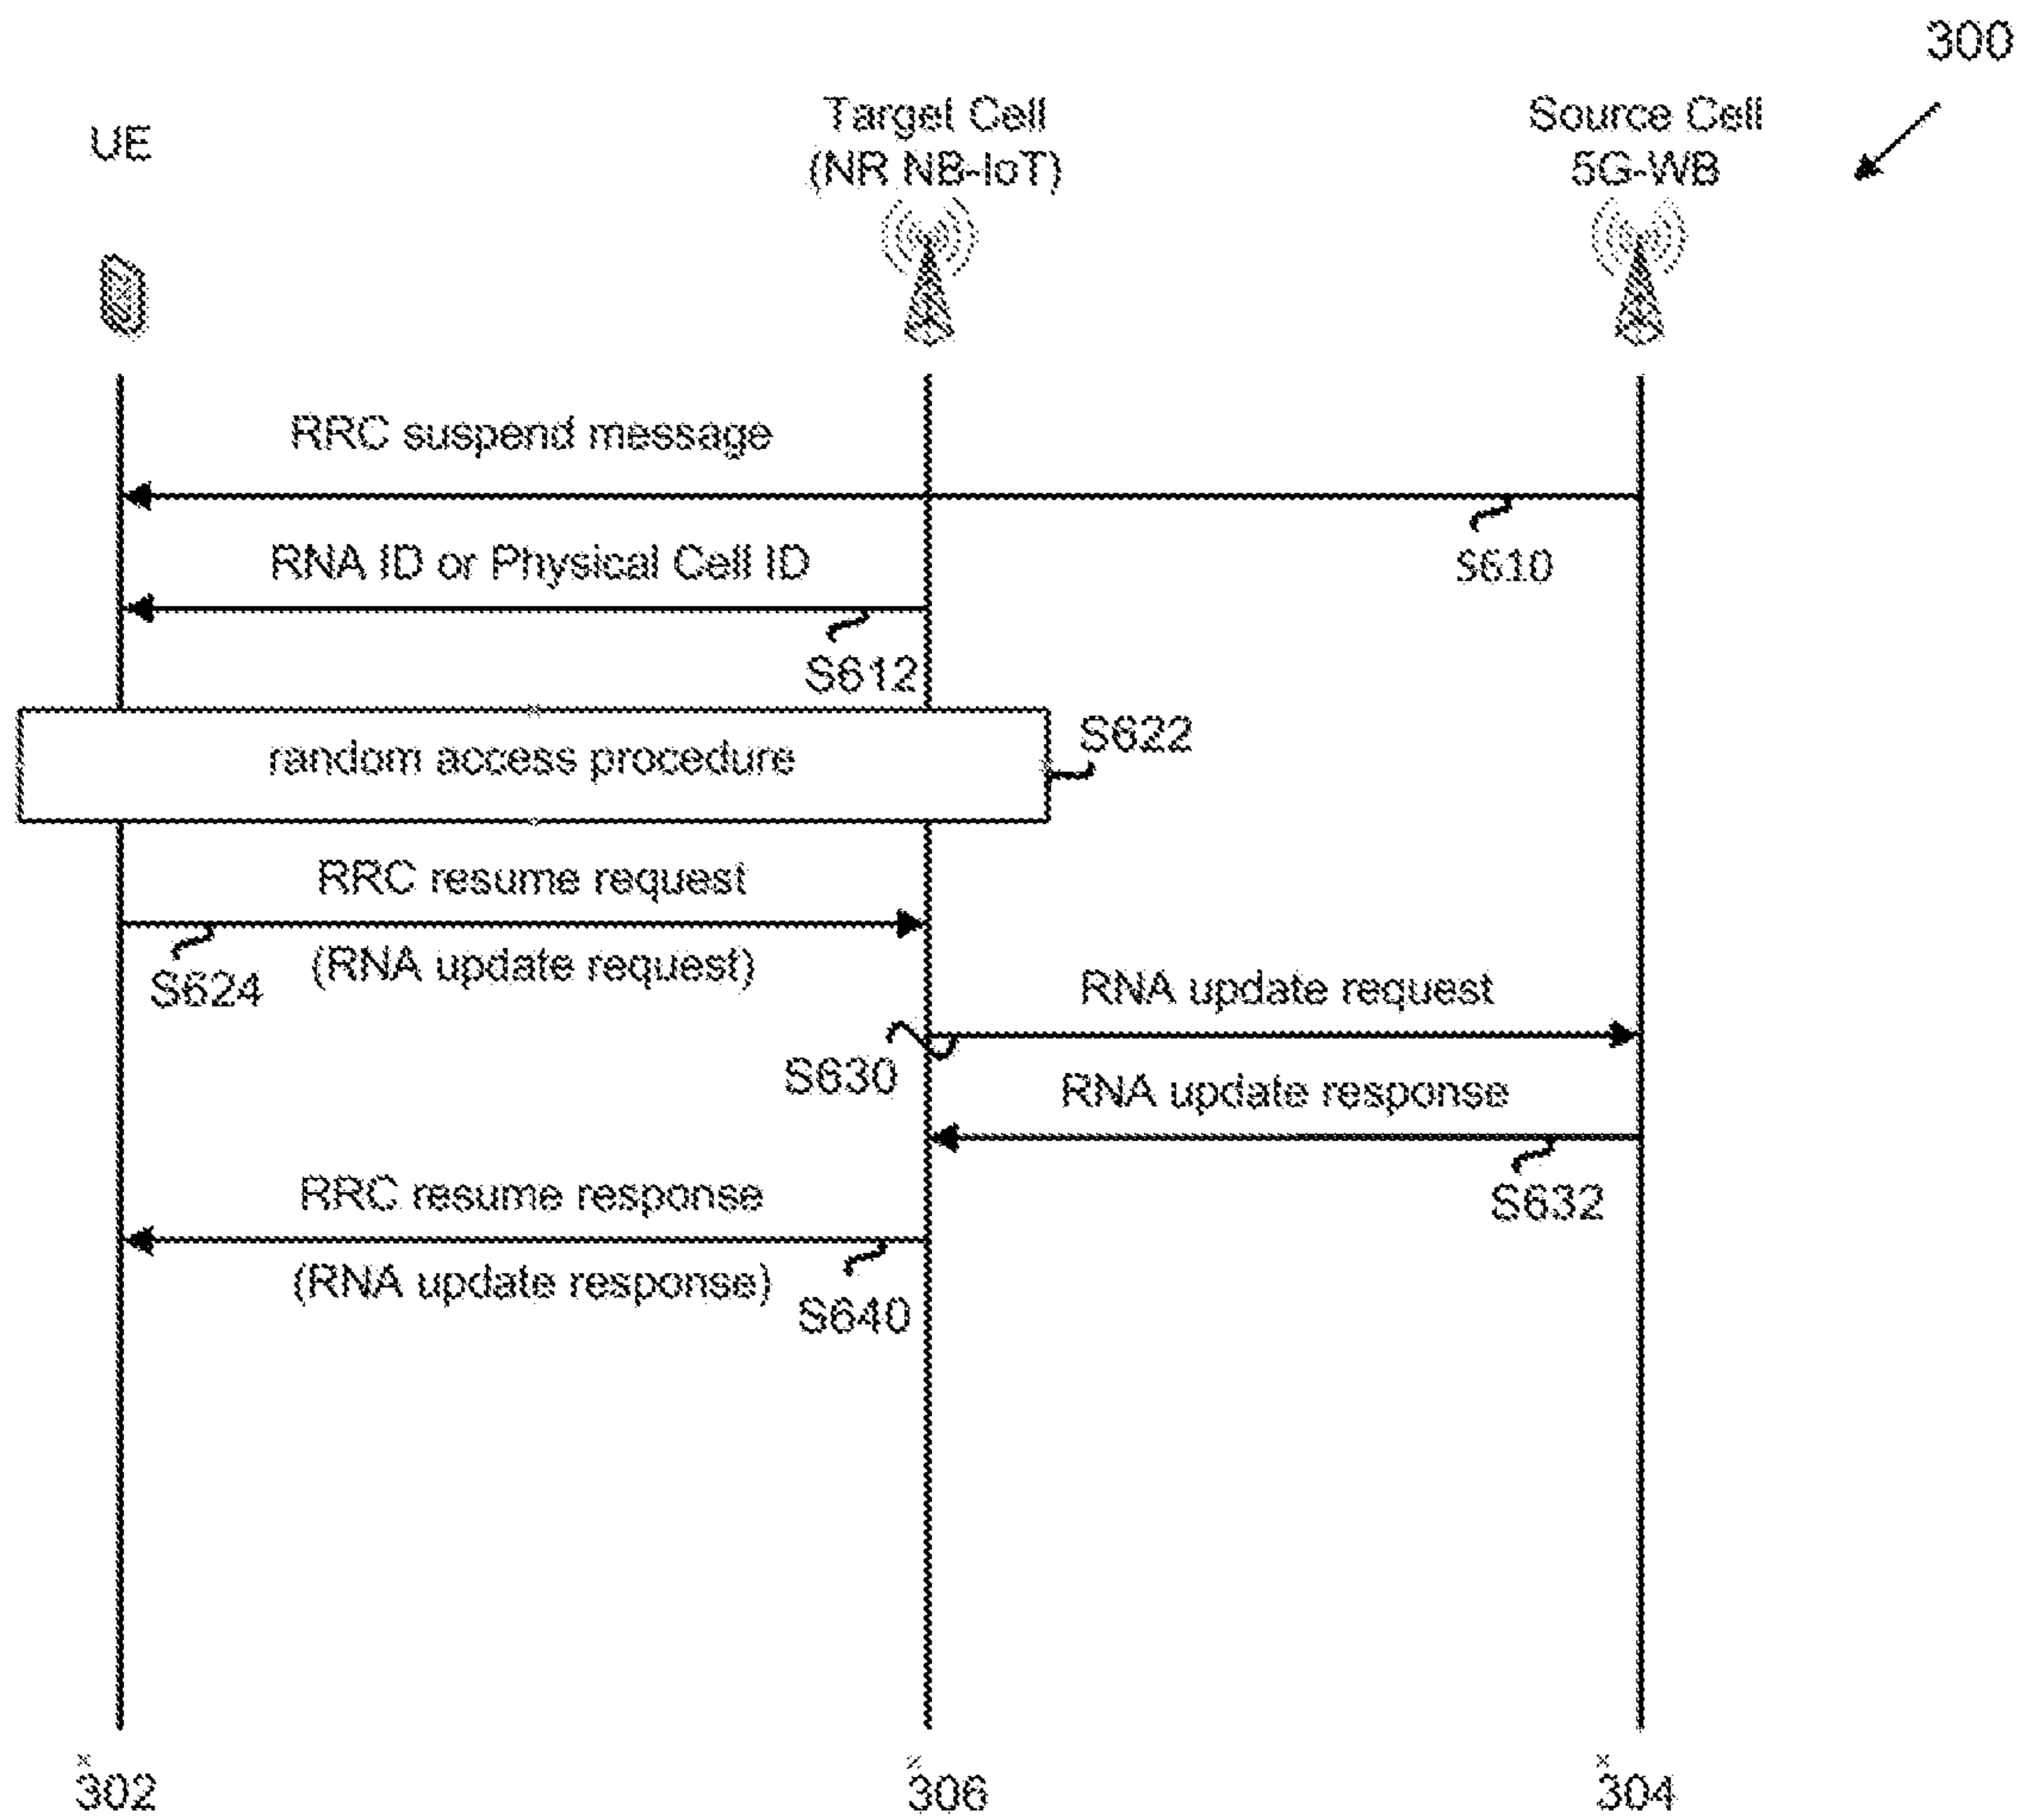 300
UE
Target Cell
(NR NB-IoT)
Source Cell
5G-WB
RRC suspend message
S610
RNA ID or Physical Cell ID
S612
random access procedure
S622
RRC resume request
(RNA update request)
S624
RNA update request
S630
RNA update response
S632
RRC resume response
(RNA update response)
S640
302
306
304